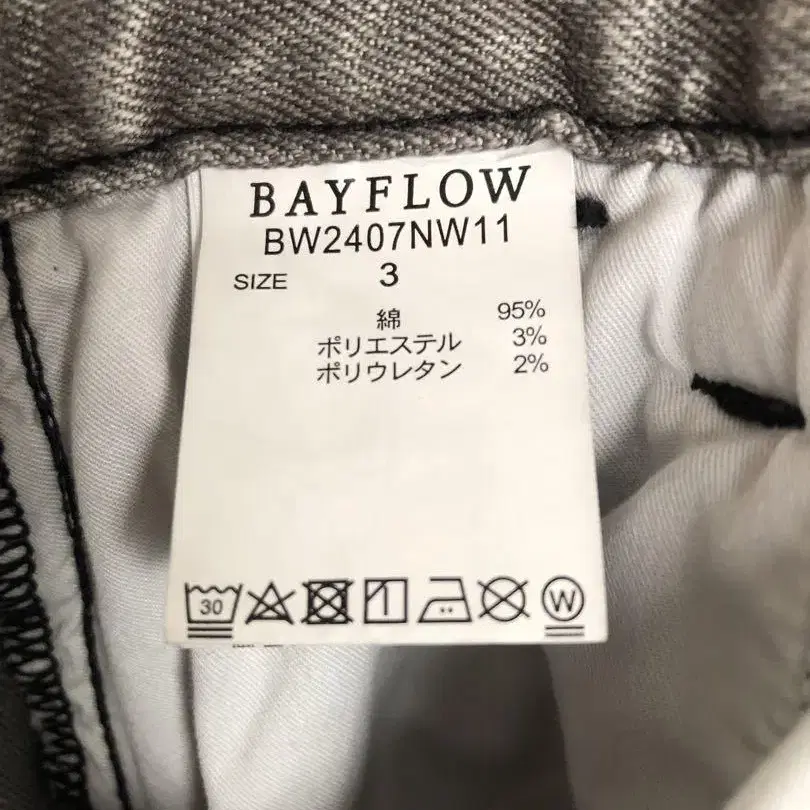 BAYFLOW
BW2407NW11
SIZE 3
綿 95%
ポリエステル 3%
ポリウレタン 2%
30 W